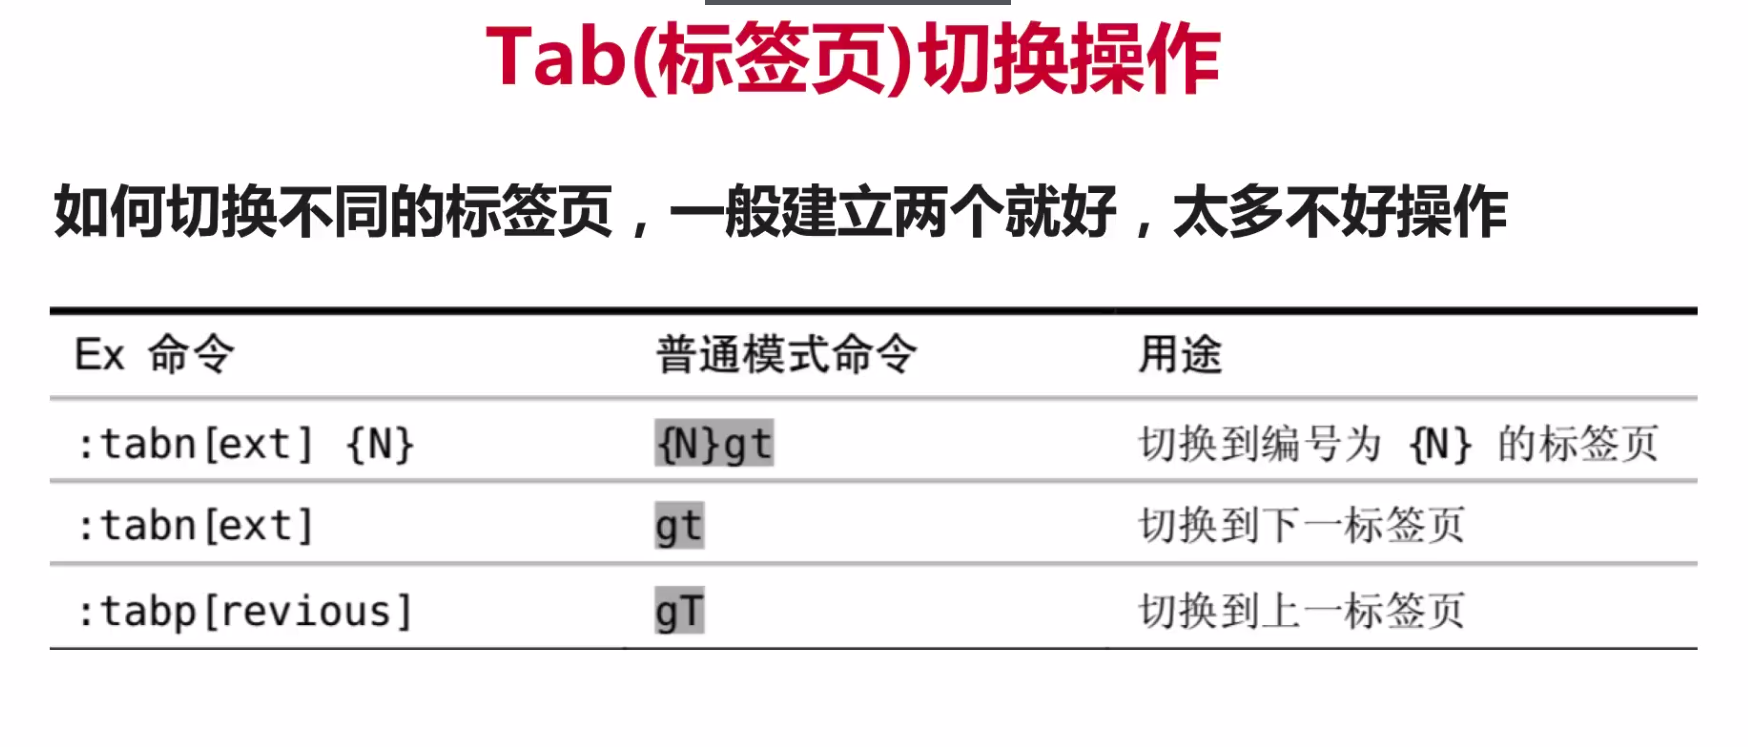 Tab(标签页)切换操作
如何切换不同的标签页，一般建立两个就好，太多不好操作
Ex 命令 普通模式命令 用途
:tabn[ext] {N} {N}gt 切换到编号为 {N} 的标签页
:tabn[ext] gt 切换到下一标签页
:tabp[revious] gT 切换到上一标签页